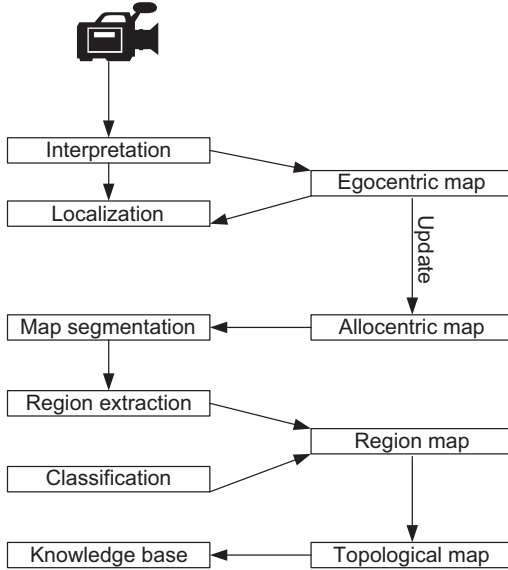 Interpretation
Egocentric map
Localization
Update
Map segmentation
Allocentric map
Region extraction
Region map
Classification
Knowledge base
Topological map